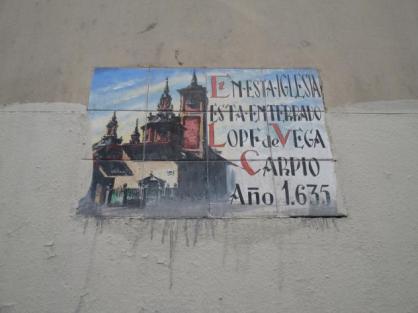 EN·ESTA·IGLESIA
ESTA·ENTERRADO
LOPE de VEGA
CARPIO
AÑO 1.635